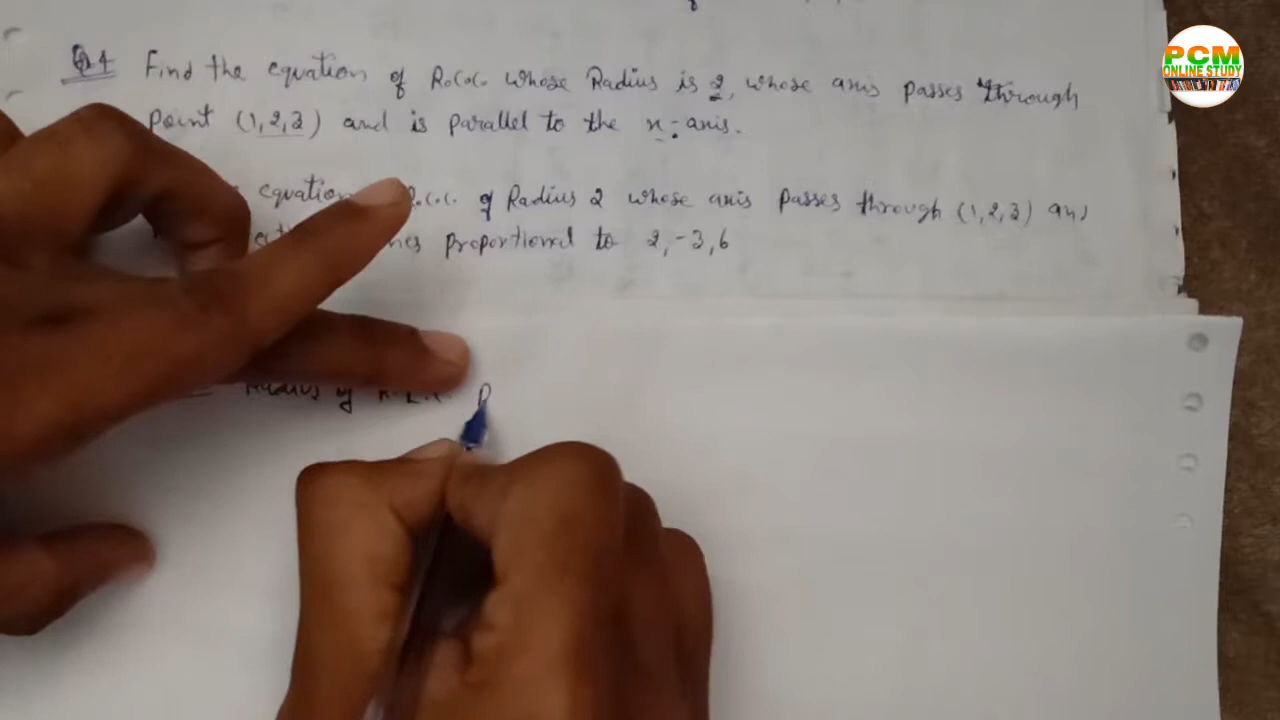 PCM
ONLINE STUDY
Q.4 Find the equation of R.C.C. whose Radius is 2, whose axis passes through
point (1,2,3) and is parallel to the x-axis.
equation R.C.C. of Radius 2 whose axis passes through (1,2,3) and
proportional to 2,-3,6
Radius of R.C.C. R